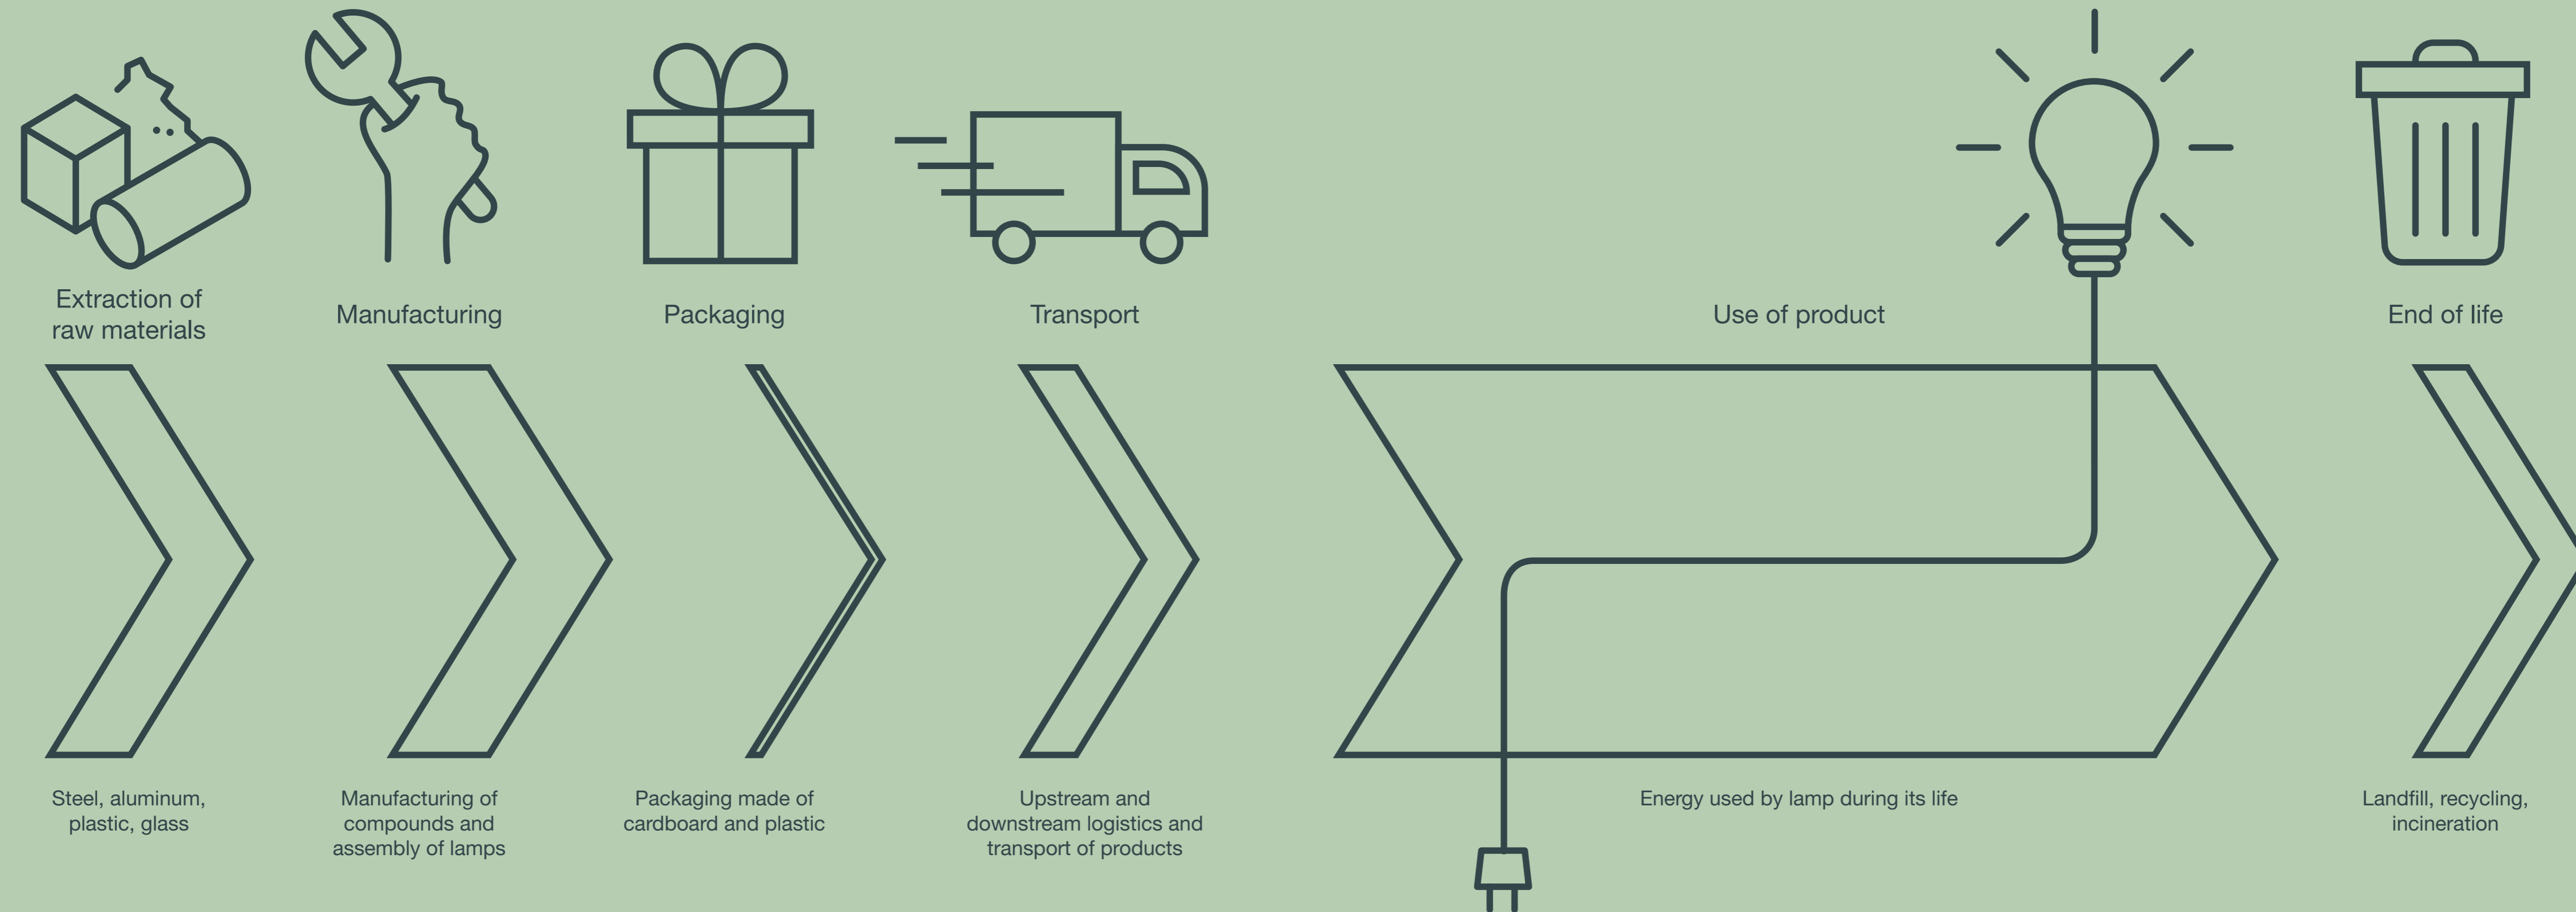 Extraction of
raw materials
Manufacturing
Packaging
Transport
Use of product
End of life
Steel, aluminum,
plastic, glass
Manufacturing of
compounds and
assembly of lamps
Packaging made of
cardboard and plastic
Upstream and
downstream logistics and
transport of products
Energy used by lamp during its life
Landfill, recycling,
incineration